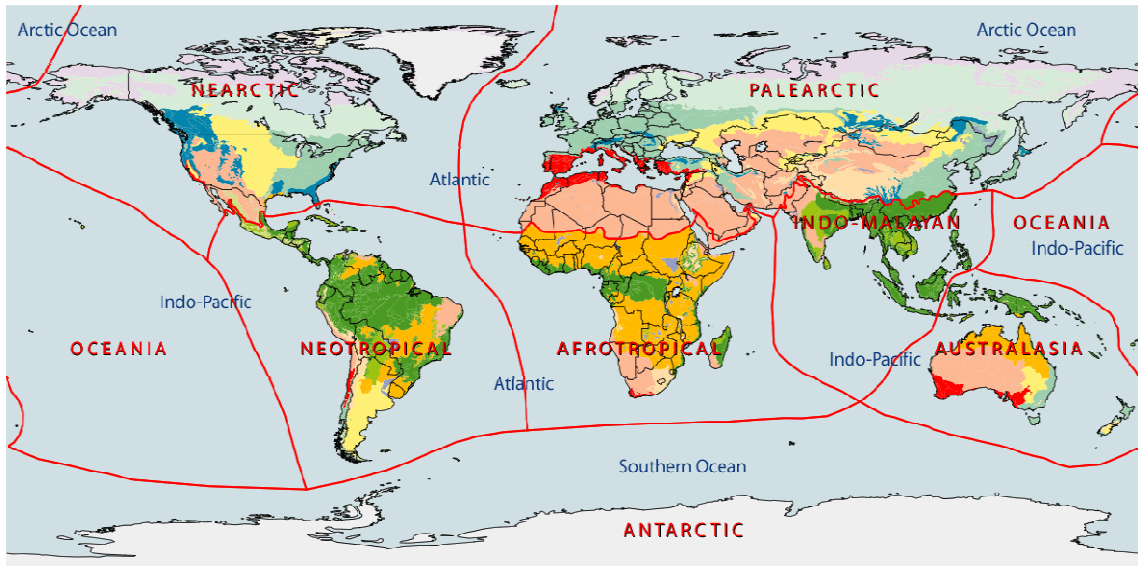 Arctic Ocean
Arctic Ocean
NEARCTIC
PALEARCTIC
Atlantic
INDO-MALAYAN
OCEANIA
Indo-Pacific
Indo-Pacific
OCEANIA
NEOTROPICAL
AFROTROPICAL
Indo-Pacific
AUSTRALASIA
Atlantic
Southern Ocean
ANTARCTIC